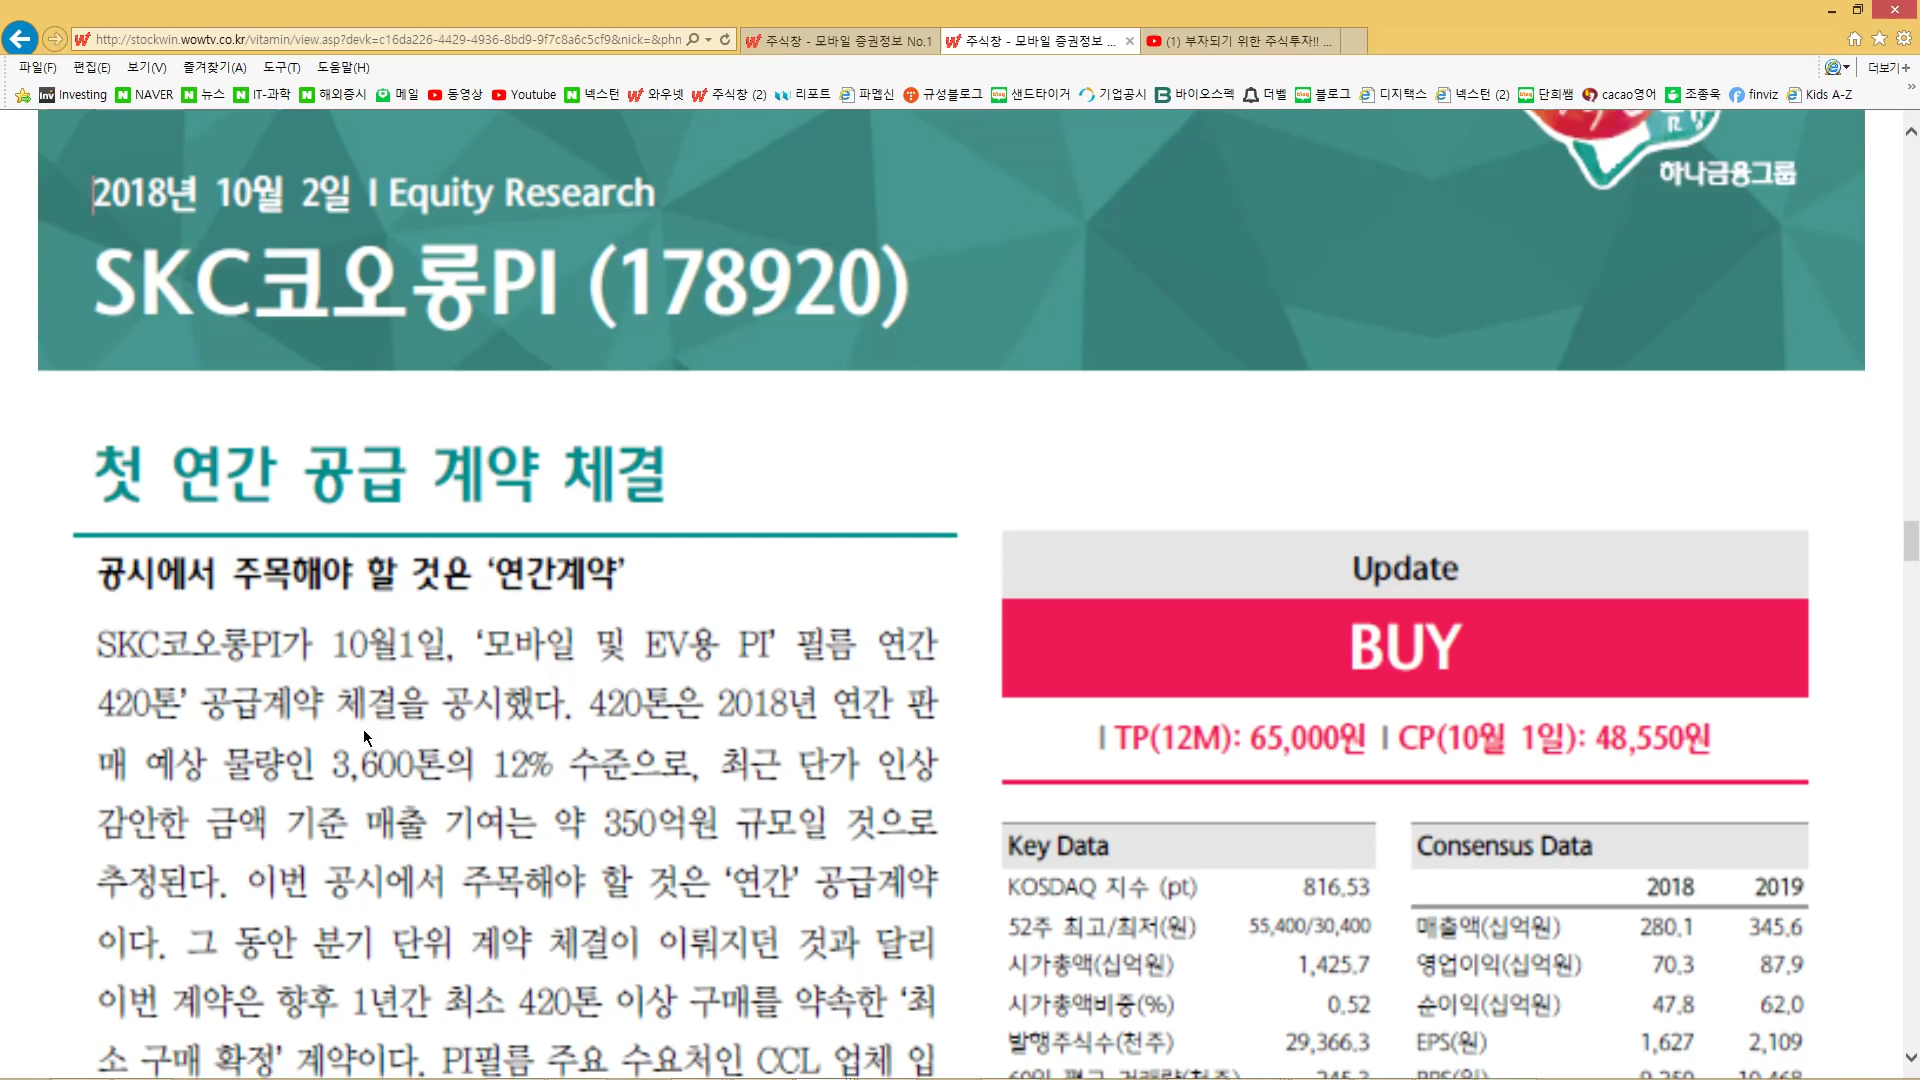 http://stockwin.wowtv.co.kr/vitamin/view.asp?devk=c16da226-4429-4936-8bd9-9f7c8a6c5cf9&nick=&phn
주식창 - 모바일 증권정보 No.1
주식창 - 모바일 증권정보 ...
(1) 부자되기 위한 주식투자!! ...
파일(F) 편집(E) 보기(V) 즐겨찾기(A) 도구(T) 도움말(H)
더보기
Investing NAVER 뉴스 IT-과학 해외증시 메일 동영상 Youtube 넥스턴 와우넷 주식창 (2) 리포트 파멥신 규성블로그 샌드타이거 기업공시 바이오스펙 더벨 블로그 디지택스 넥스턴 (2) 단희쌤 cacao영어 조종욱 finviz Kids A-Z
하나금융그룹
2018년 10월 2일 I Equity Research
SKC코오롱PI (178920)
첫 연간 공급 계약 체결
공시에서 주목해야 할 것은 ‘연간계약’
SKC코오롱PI가 10월1일, ‘모바일 및 EV용 PI’ 필름 연간
420톤’ 공급계약 체결을 공시했다. 420톤은 2018년 연간 판
매 예상 물량인 3,600톤의 12% 수준으로, 최근 단가 인상
감안한 금액 기준 매출 기여는 약 350억원 규모일 것으로
추정된다. 이번 공시에서 주목해야 할 것은 ‘연간’ 공급계약
이다. 그 동안 분기 단위 계약 체결이 이뤄지던 것과 달리
이번 계약은 향후 1년간 최소 420톤 이상 구매를 약속한 ‘최
소 구매 확정’ 계약이다. PI필름 주요 수요처인 CCL 업체 입
Update
BUY
I TP(12M): 65,000원 I CP(10월 1일): 48,550원
Key Data
KOSDAQ 지수 (pt) 816.53
52주 최고/최저(원) 55,400/30,400
시가총액(십억원) 1,425.7
시가총액비중(%) 0.52
발행주식수(천주) 29,366.3
60일 평균 거래량(천주) 245.3
Consensus Data
2018 2019
매출액(십억원) 280.1 345.6
영업이익(십억원) 70.3 87.9
순이익(십억원) 47.8 62.0
EPS(원) 1,627 2,109
BPS(원) 9,250 10,468